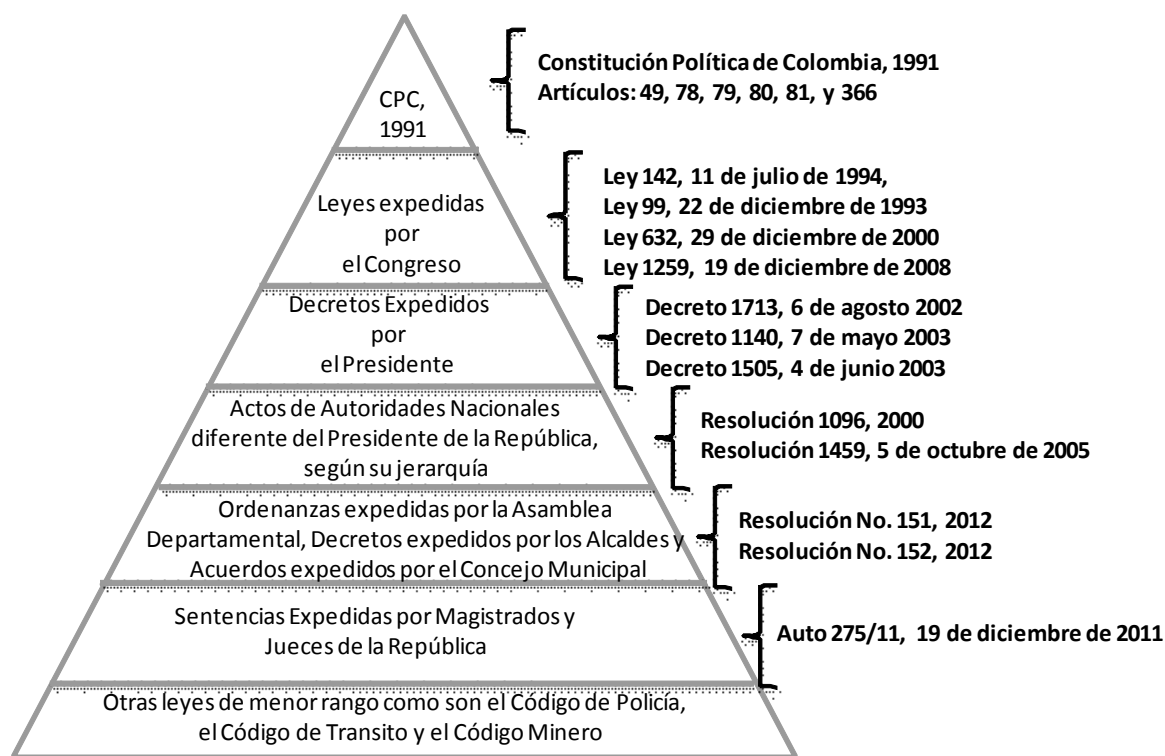 CPC,
1991
Constitución Política de Colombia, 1991
Artículos: 49, 78, 79, 80, 81, y 366
Leyes expedidas
por
el Congreso
Ley 142, 11 de julio de 1994,
Ley 99, 22 de diciembre de 1993
Ley 632, 29 de diciembre de 2000
Ley 1259, 19 de diciembre de 2008
Decretos Expedidos
por
el Presidente
Decreto 1713, 6 de agosto 2002
Decreto 1140, 7 de mayo 2003
Decreto 1505, 4 de junio 2003
Actos de Autoridades Nacionales
diferente del Presidente de la República,
según su jerarquía
Resolución 1096, 2000
Resolución 1459, 5 de octubre de 2005
Ordenanzas expedidas por la Asamblea
Departamental, Decretos expedidos por los Alcaldes y
Acuerdos expedidos por el Concejo Municipal
Resolución No. 151, 2012
Resolución No. 152, 2012
Sentencias Expedidas por Magistrados y
Jueces de la República
Auto 275/11, 19 de diciembre de 2011
Otras leyes de menor rango como son el Código de Policía,
el Código de Transito y el Código Minero